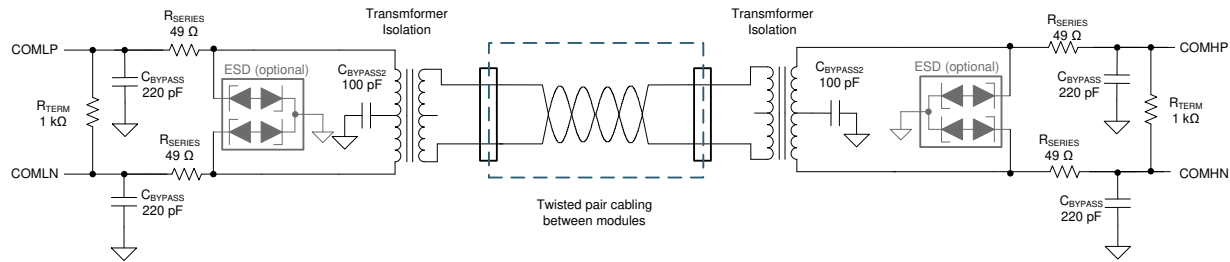 Transmformer
Isolation
Transmformer
Isolation
RSERIES
49 Ω
COMLP
ESD (optional)
CBYPASS
220 pF
CBYPASS2
100 pF
RTERM
1 kΩ
RSERIES
49 Ω
COMLN
CBYPASS
220 pF
Twisted pair cabling
between modules
RSERIES
49 Ω
COMHP
CBYPASS2
100 pF
ESD (optional)
CBYPASS
220 pF
RTERM
1 kΩ
RSERIES
49 Ω
COMHN
CBYPASS
220 pF